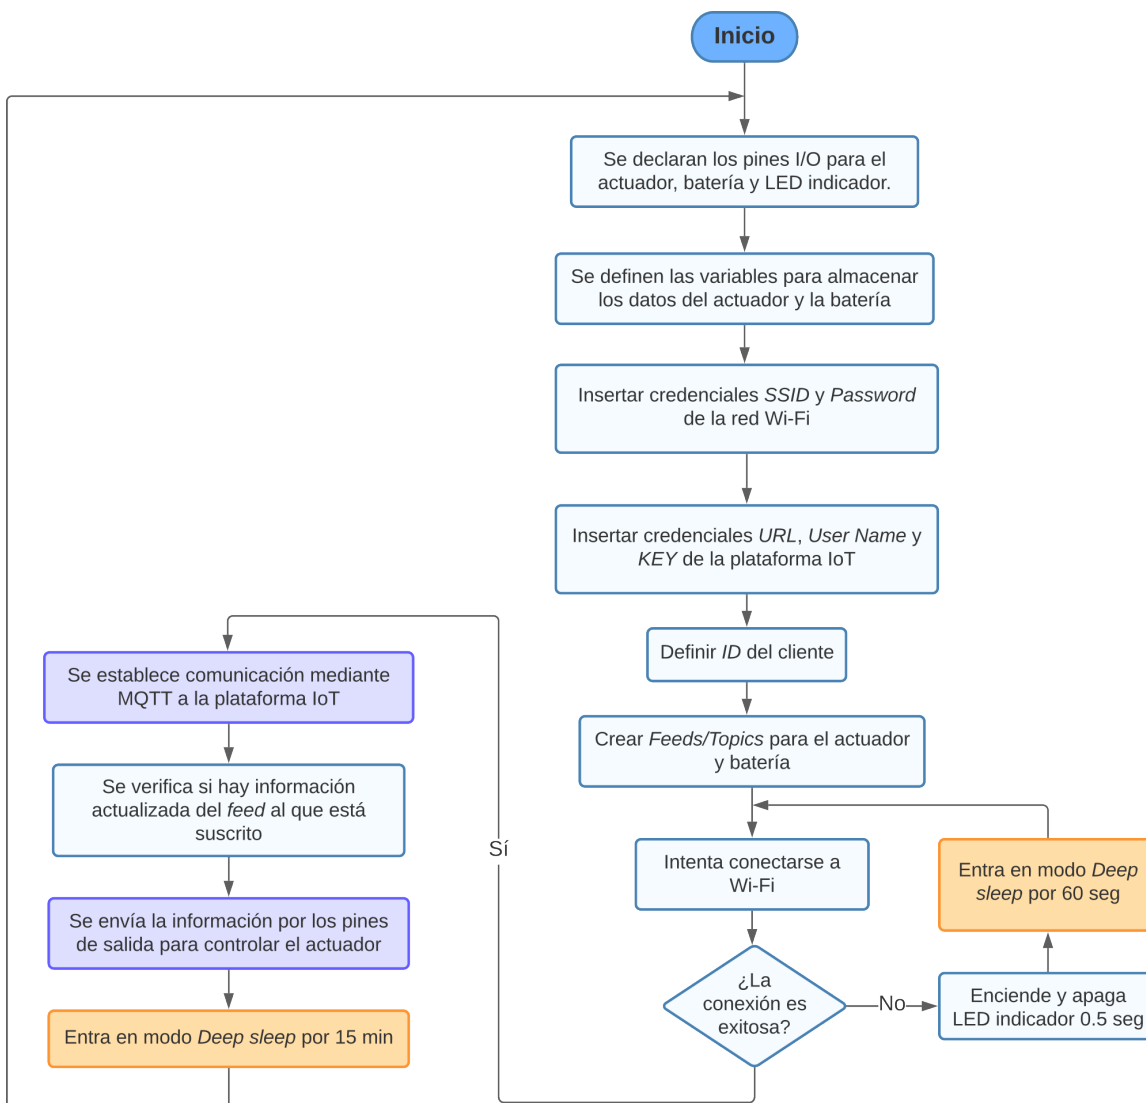 Inicio
Se declaran los pines I/O para el
actuador, batería y LED indicador.
Se definen las variables para almacenar
los datos del actuador y la batería
Insertar credenciales SSID y Password
de la red Wi-Fi
Insertar credenciales URL, User Name y
KEY de la plataforma IoT
Definir ID del cliente
Crear Feeds/Topics para el actuador
y batería
Intenta conectarse a
Wi-Fi
¿La
conexión es
exitosa?
No
Enciende y apaga
LED indicador 0.5 seg
Entra en modo Deep
sleep por 60 seg
Sí
Se establece comunicación mediante
MQTT a la plataforma IoT
Se verifica si hay información
actualizada del feed al que está
suscrito
Se envía la información por los pines
de salida para controlar el actuador
Entra en modo Deep sleep por 15 min